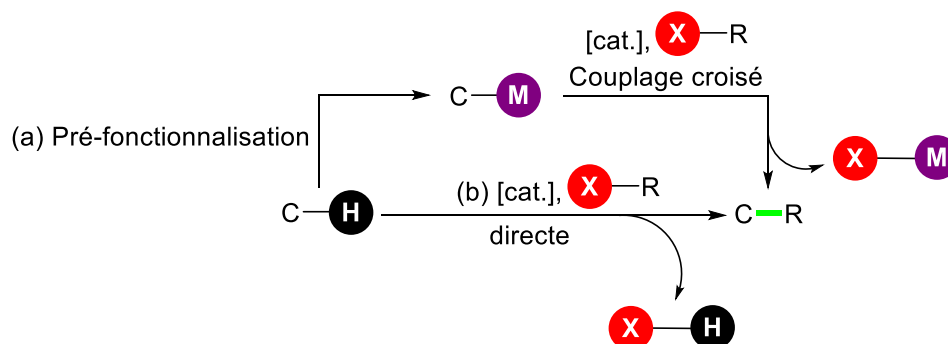 [cat.], X R
Couplage croisé
C M
(a) Pré-fonctionnalisation
X M
(b) [cat.], X R
C H
C R
directe
X H